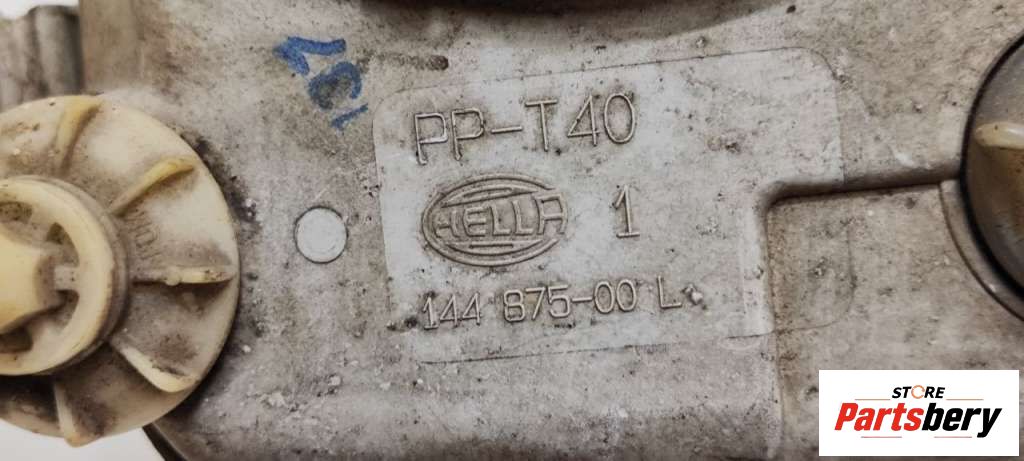 PP-T40
HELLA 1
144 875-00 L
STORE
Partsbery